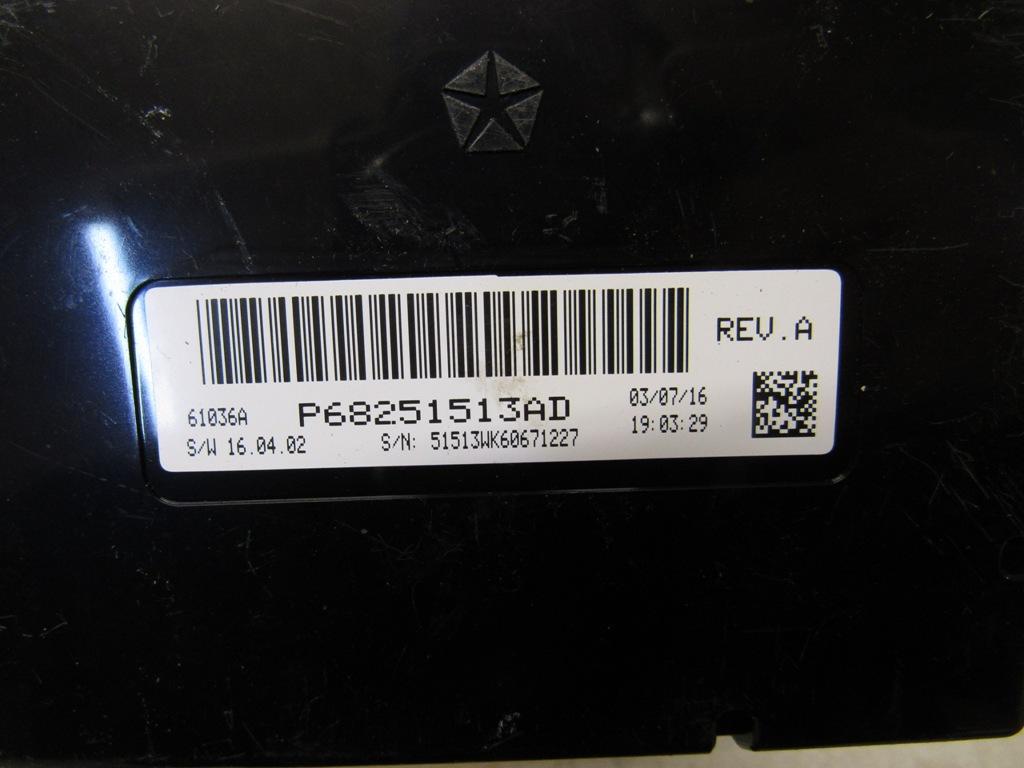 REV.A
61036A P68251513AD 03/07/16
S/W 16.04.02 S/N: 51513WK60671227 19:03:29